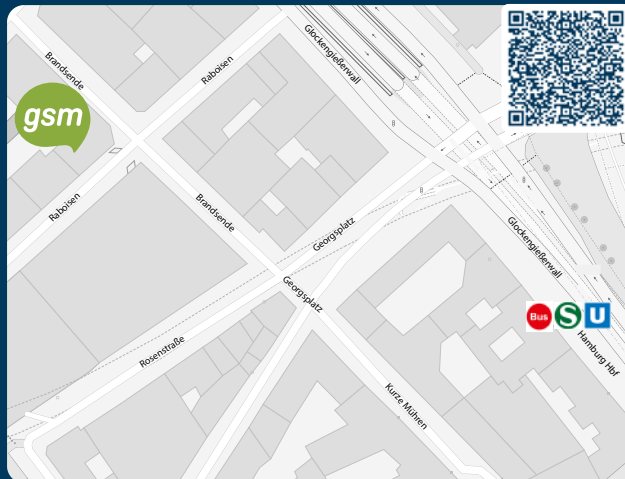 Brandsende
Raboisen
Glockengießerwall
gsm
Raboisen
Brandsende
Georgsplatz
Glockengießerwall
Georgsplatz
Bus S U
Hamburg Hbf
Rosenstraße
Kurze Mühren